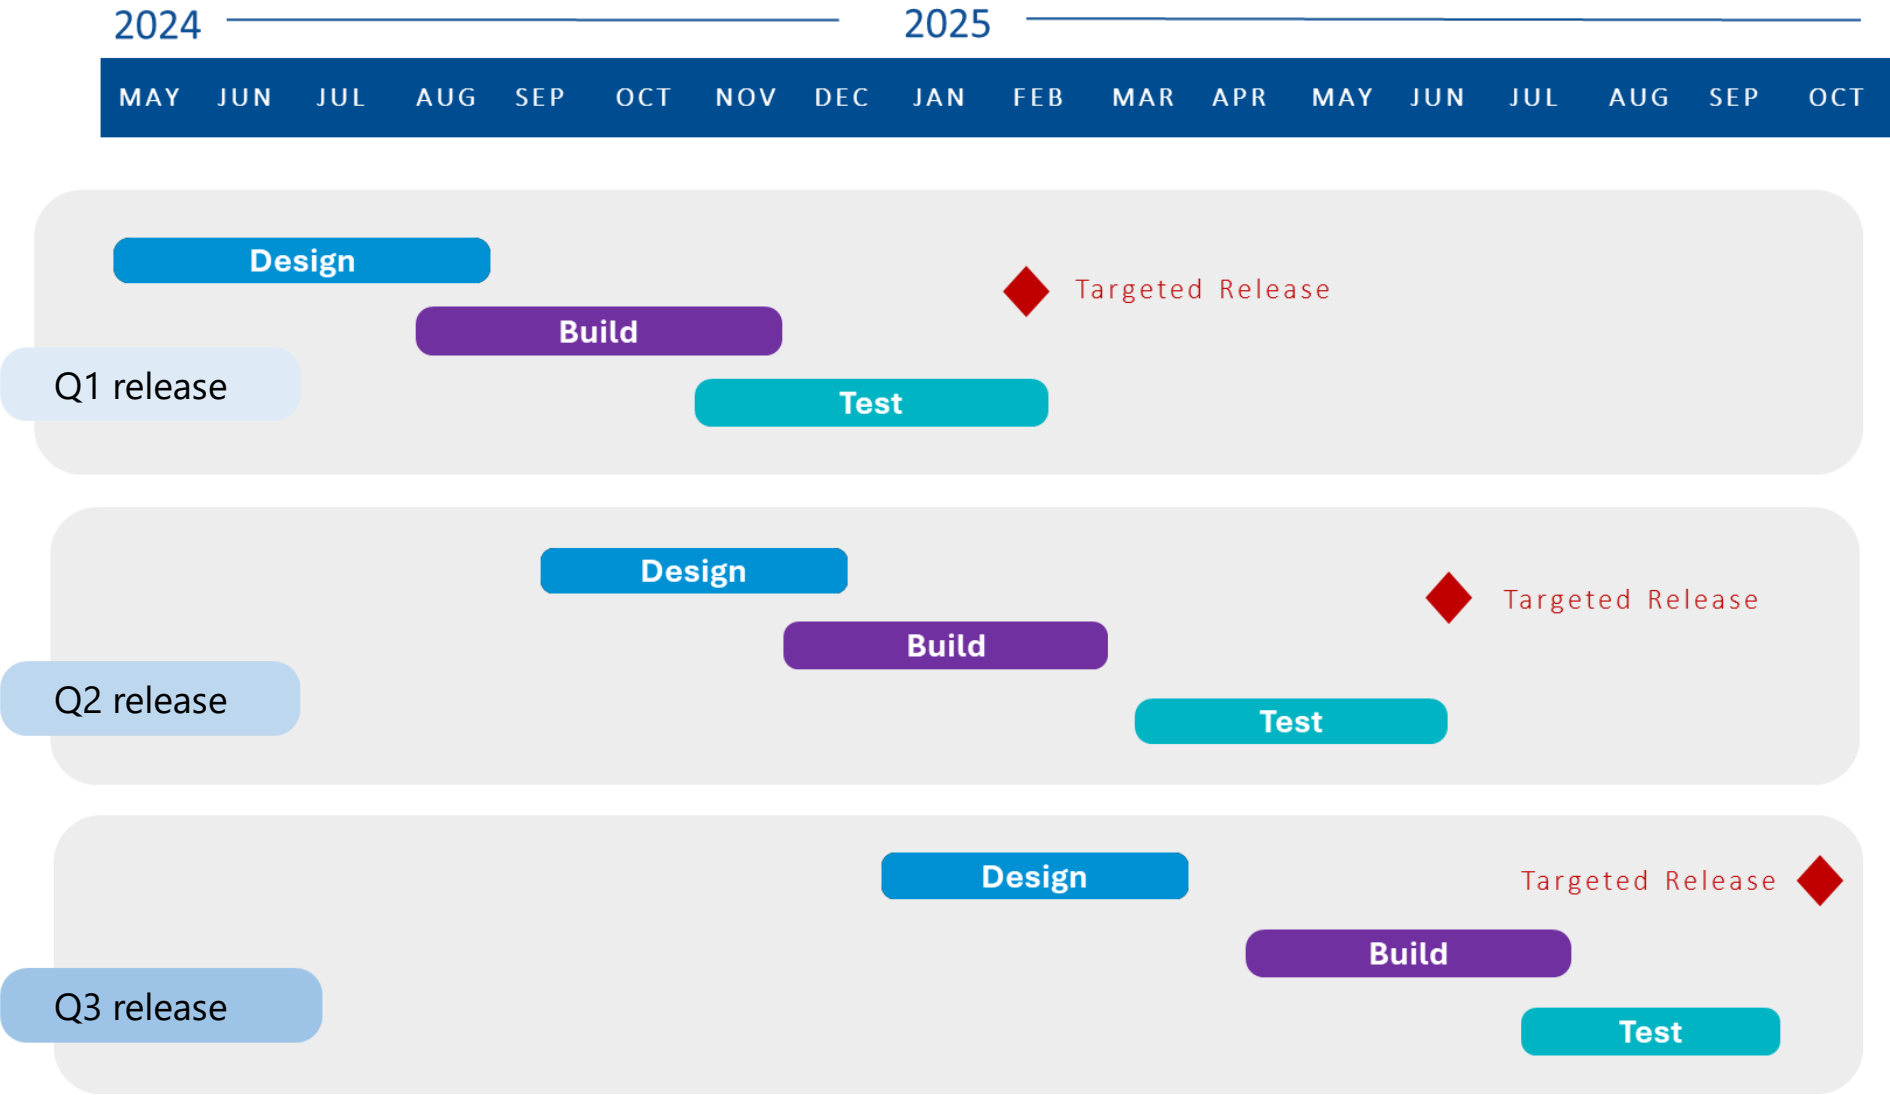 2024 2025
MAY JUN JUL AUG SEP OCT NOV DEC JAN FEB MAR APR MAY JUN JUL AUG SEP OCT
Design
Targeted Release
Build
Q1 release
Test
Design
Targeted Release
Build
Q2 release
Test
Design
Targeted Release
Build
Q3 release
Test